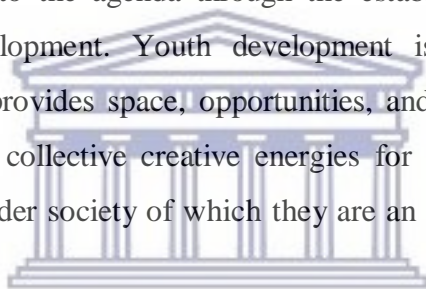 to the agenda through the estab
lopment. Youth development is
provides space, opportunities, and
collective creative energies for
der society of which they are an